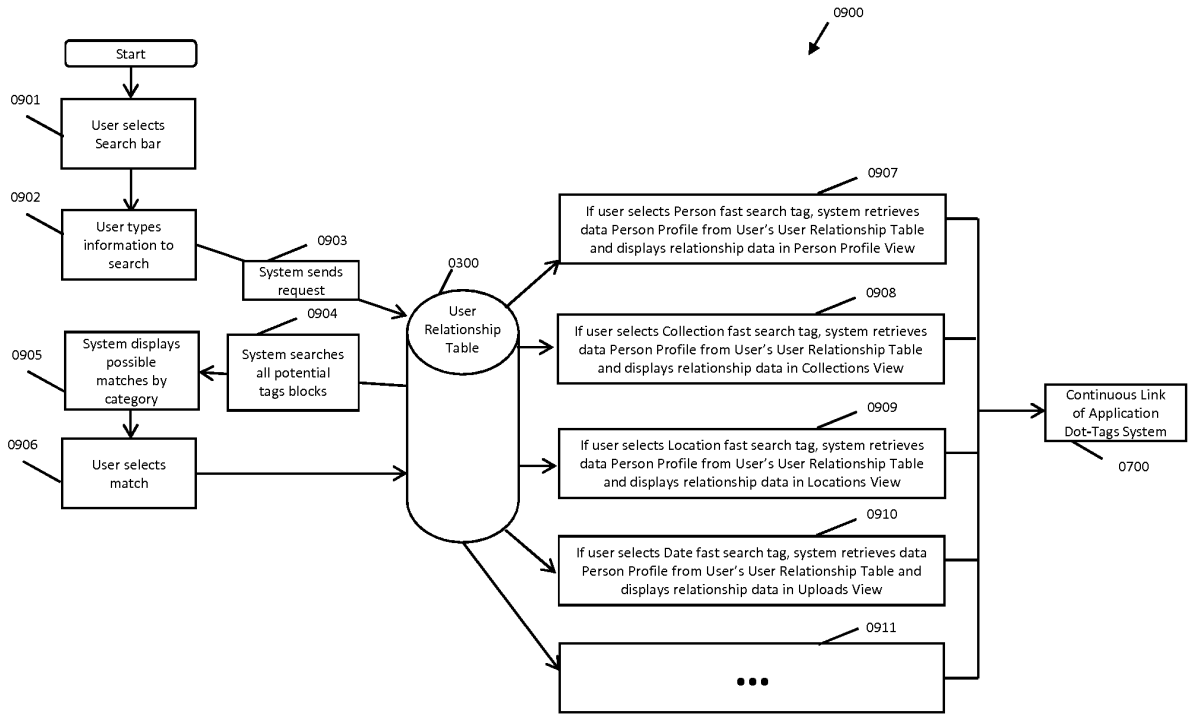 0900
Start
0901
User selects
Search bar
0902
User types
information to
search
0903
System sends
request
0300
User
Relationship
Table
0904
System searches
all potential
tags blocks
0905
System displays
possible
matches by
category
0906
User selects
match
0907
If user selects Person fast search tag, system retrieves
data Person Profile from User's User Relationship Table
and displays relationship data in Person Profile View
0908
If user selects Collection fast search tag, system retrieves
data Person Profile from User's User Relationship Table
and displays relationship data in Collections View
0909
If user selects Location fast search tag, system retrieves
data Person Profile from User's User Relationship Table
and displays relationship data in Locations View
0910
If user selects Date fast search tag, system retrieves data
Person Profile from User's User Relationship Table and
displays relationship data in Uploads View
0911
...
Continuous Link
of Application
Dot-Tags System
0700